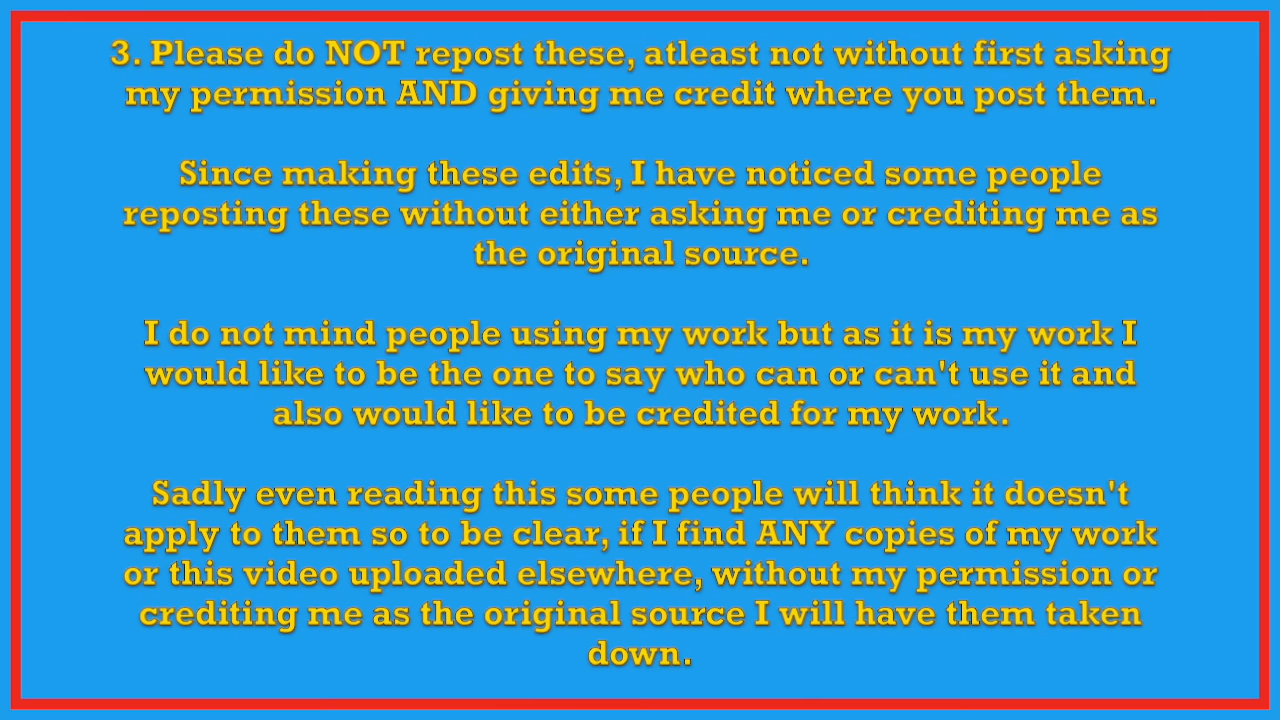 3. Please do NOT repost these, atleast not without first asking
my permission AND giving me credit where you post them.
Since making these edits, I have noticed some people
reposting these without either asking me or crediting me as
the original source.
I do not mind people using my work but as it is my work I
would like to be the one to say who can or can't use it and
also would like to be credited for my work.
Sadly even reading this some people will think it doesn't
apply to them so to be clear, if I find ANY copies of my work
or this video uploaded elsewhere, without my permission or
crediting me as the original source I will have them taken
down.